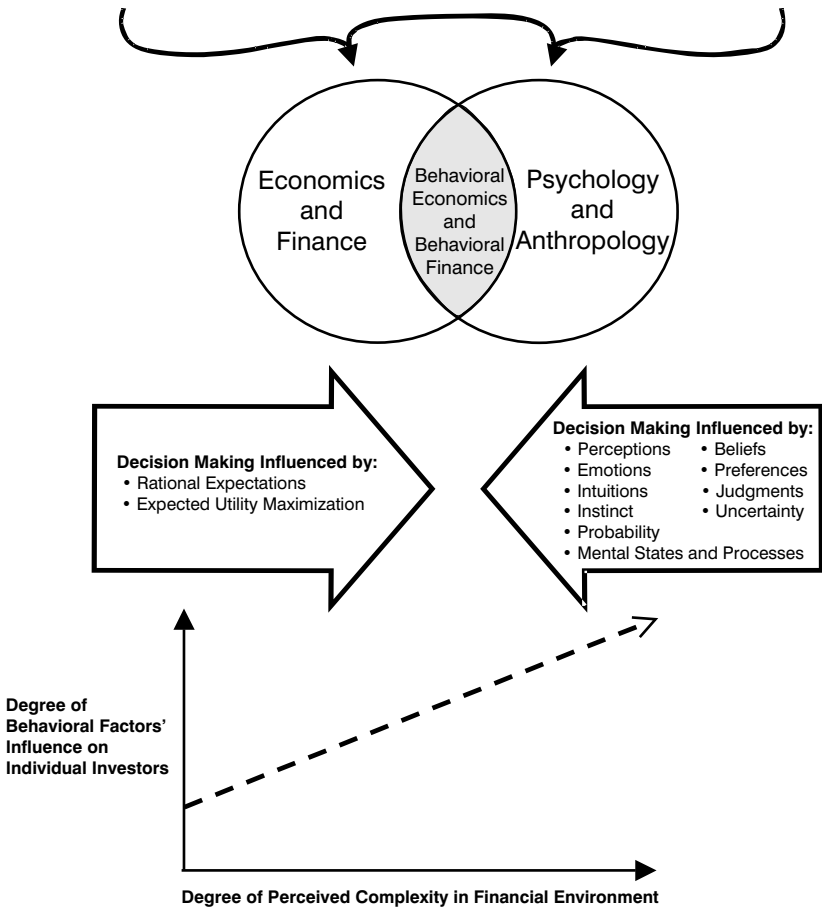 Economics
and
Finance
Behavioral
Economics
and
Behavioral
Finance
Psychology
and
Anthropology
Decision Making Influenced by:
• Rational Expectations
• Expected Utility Maximization
Decision Making Influenced by:
• Perceptions • Beliefs
• Emotions • Preferences
• Intuitions • Judgments
• Instinct • Uncertainty
• Probability
• Mental States and Processes
Degree of
Behavioral Factors’
Influence on
Individual Investors
Degree of Perceived Complexity in Financial Environment